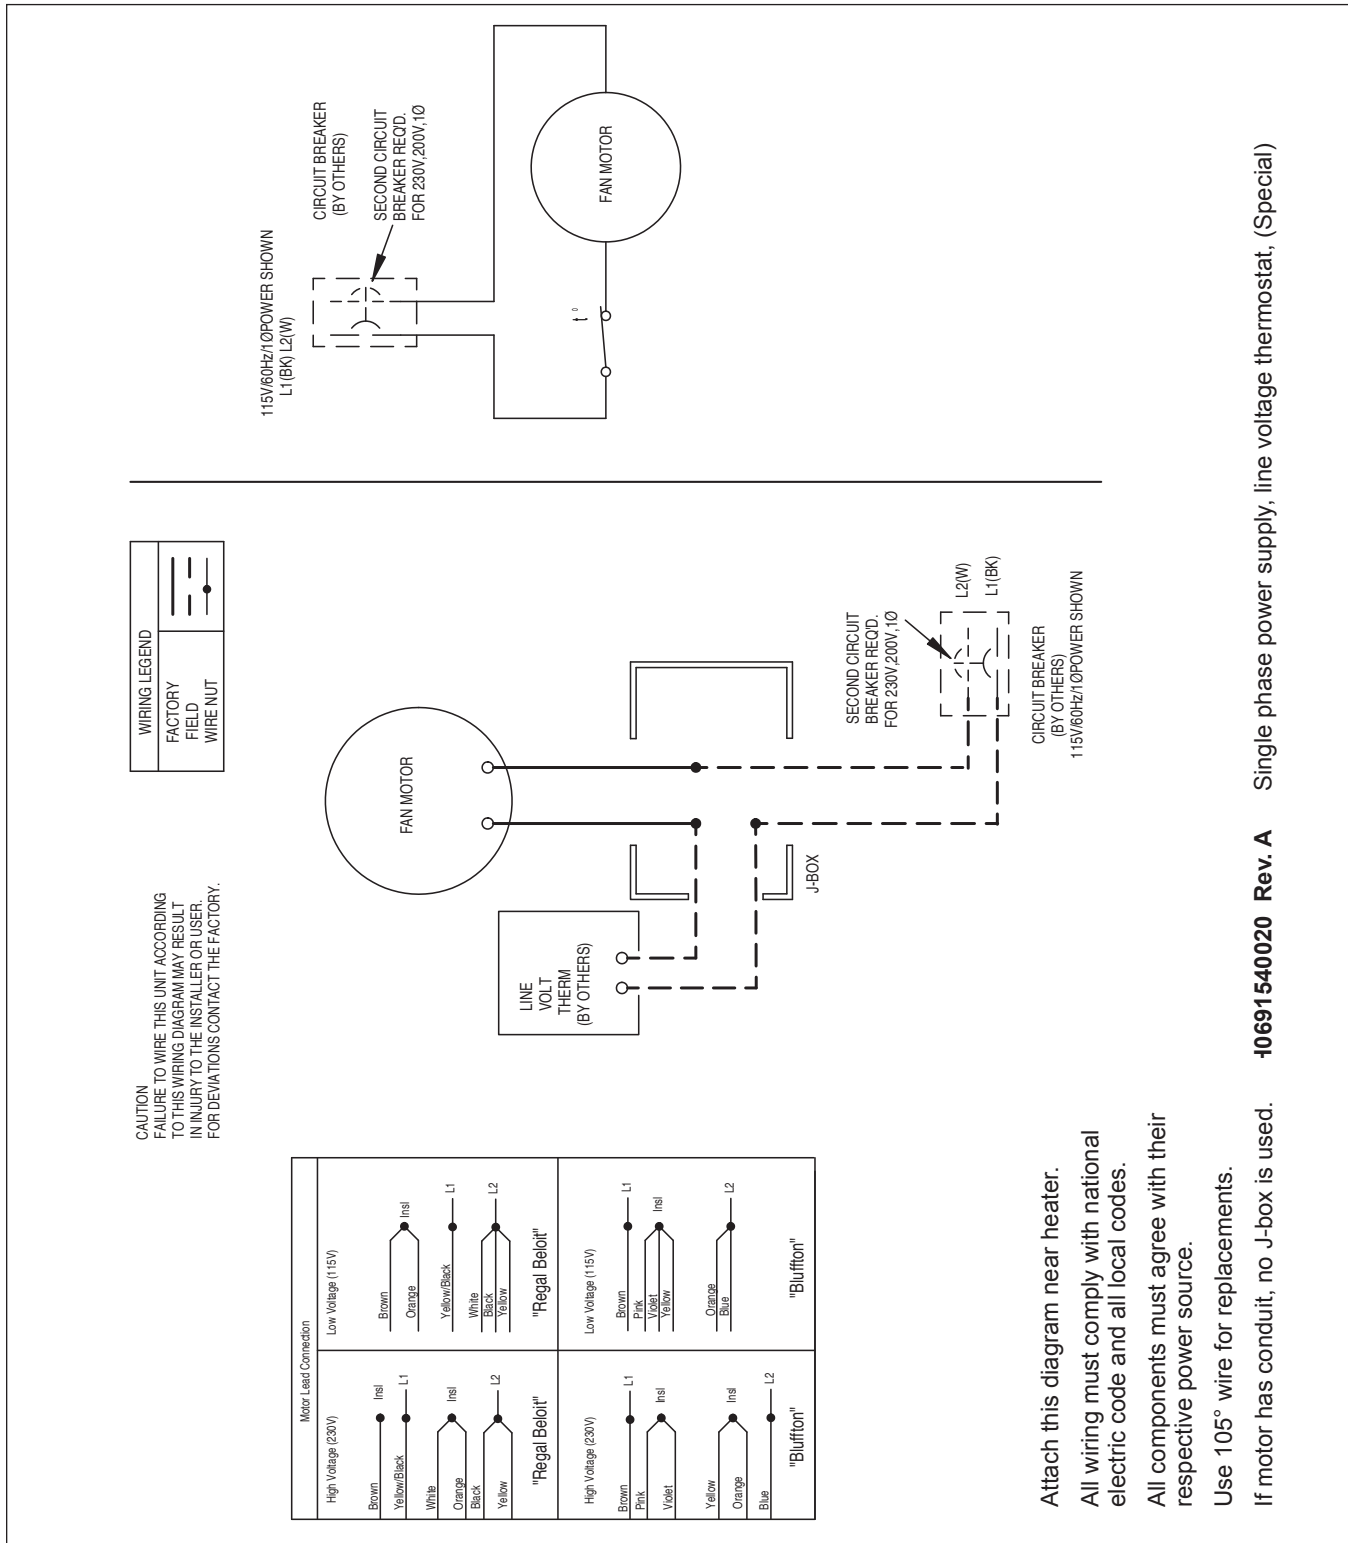 CAUTION
FAILURE TO WIRE THIS UNIT ACCORDING
TO THIS WIRING DIAGRAM MAY RESULT
IN INJURY TO THE INSTALLER OR USER.
FOR DEVIATIONS CONTACT THE FACTORY.
WIRING LEGEND
FACTORY
FIELD
WIRE NUT
115V/60Hz/1ØPOWER SHOWN
L1(BK) L2(W)
CIRCUIT BREAKER
(BY OTHERS)
SECOND CIRCUIT
BREAKER REQ'D.
FOR 230V,200V,1Ø
t°
FAN MOTOR
Motor Lead Connection
High Voltage (230V)
Brown
Insl
Yellow/Black
L1
White
Insl
Orange
Black
L2
Yellow
"Regal Beloit"
Low Voltage (115V)
Brown
Insl
Orange
Yellow/Black
L1
White
Black
L2
Yellow
"Regal Beloit"
High Voltage (230V)
Brown
L1
Pink
Insl
Violet
Yellow
Insl
Orange
Blue
L2
"Bluffton"
Low Voltage (115V)
Brown
L1
Pink
Violet
Insl
Yellow
Orange
Blue
L2
"Bluffton"
FAN MOTOR
LINE
VOLT
THERM
(BY OTHERS)
J-BOX
SECOND CIRCUIT
BREAKER REQ'D.
FOR 230V,200V,1Ø
L2(W)
L1(BK)
CIRCUIT BREAKER
(BY OTHERS)
115V/60Hz/1ØPOWER SHOWN
Attach this diagram near heater.
All wiring must comply with national
electric code and all local codes.
All components must agree with their
respective power source.
Use 105° wire for replacements.
If motor has conduit, no J-box is used.
H0691540020 Rev. A Single phase power supply, line voltage thermostat, (Special)